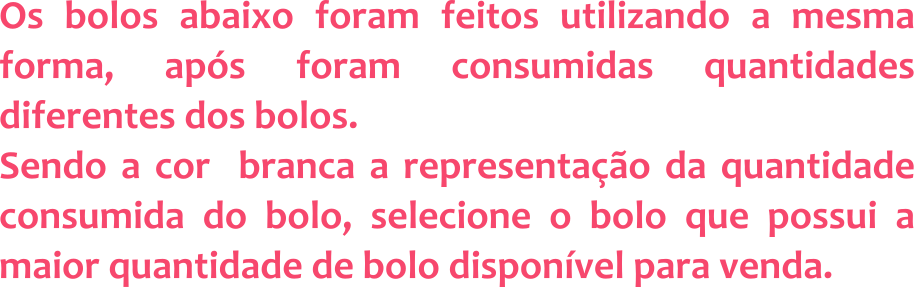 Os bolos abaixo foram feitos utilizando a mesma
forma, após foram consumidas quantidades
diferentes dos bolos.
Sendo a cor branca a representação da quantidade
consumida do bolo, selecione o bolo que possui a
maior quantidade de bolo disponível para venda.